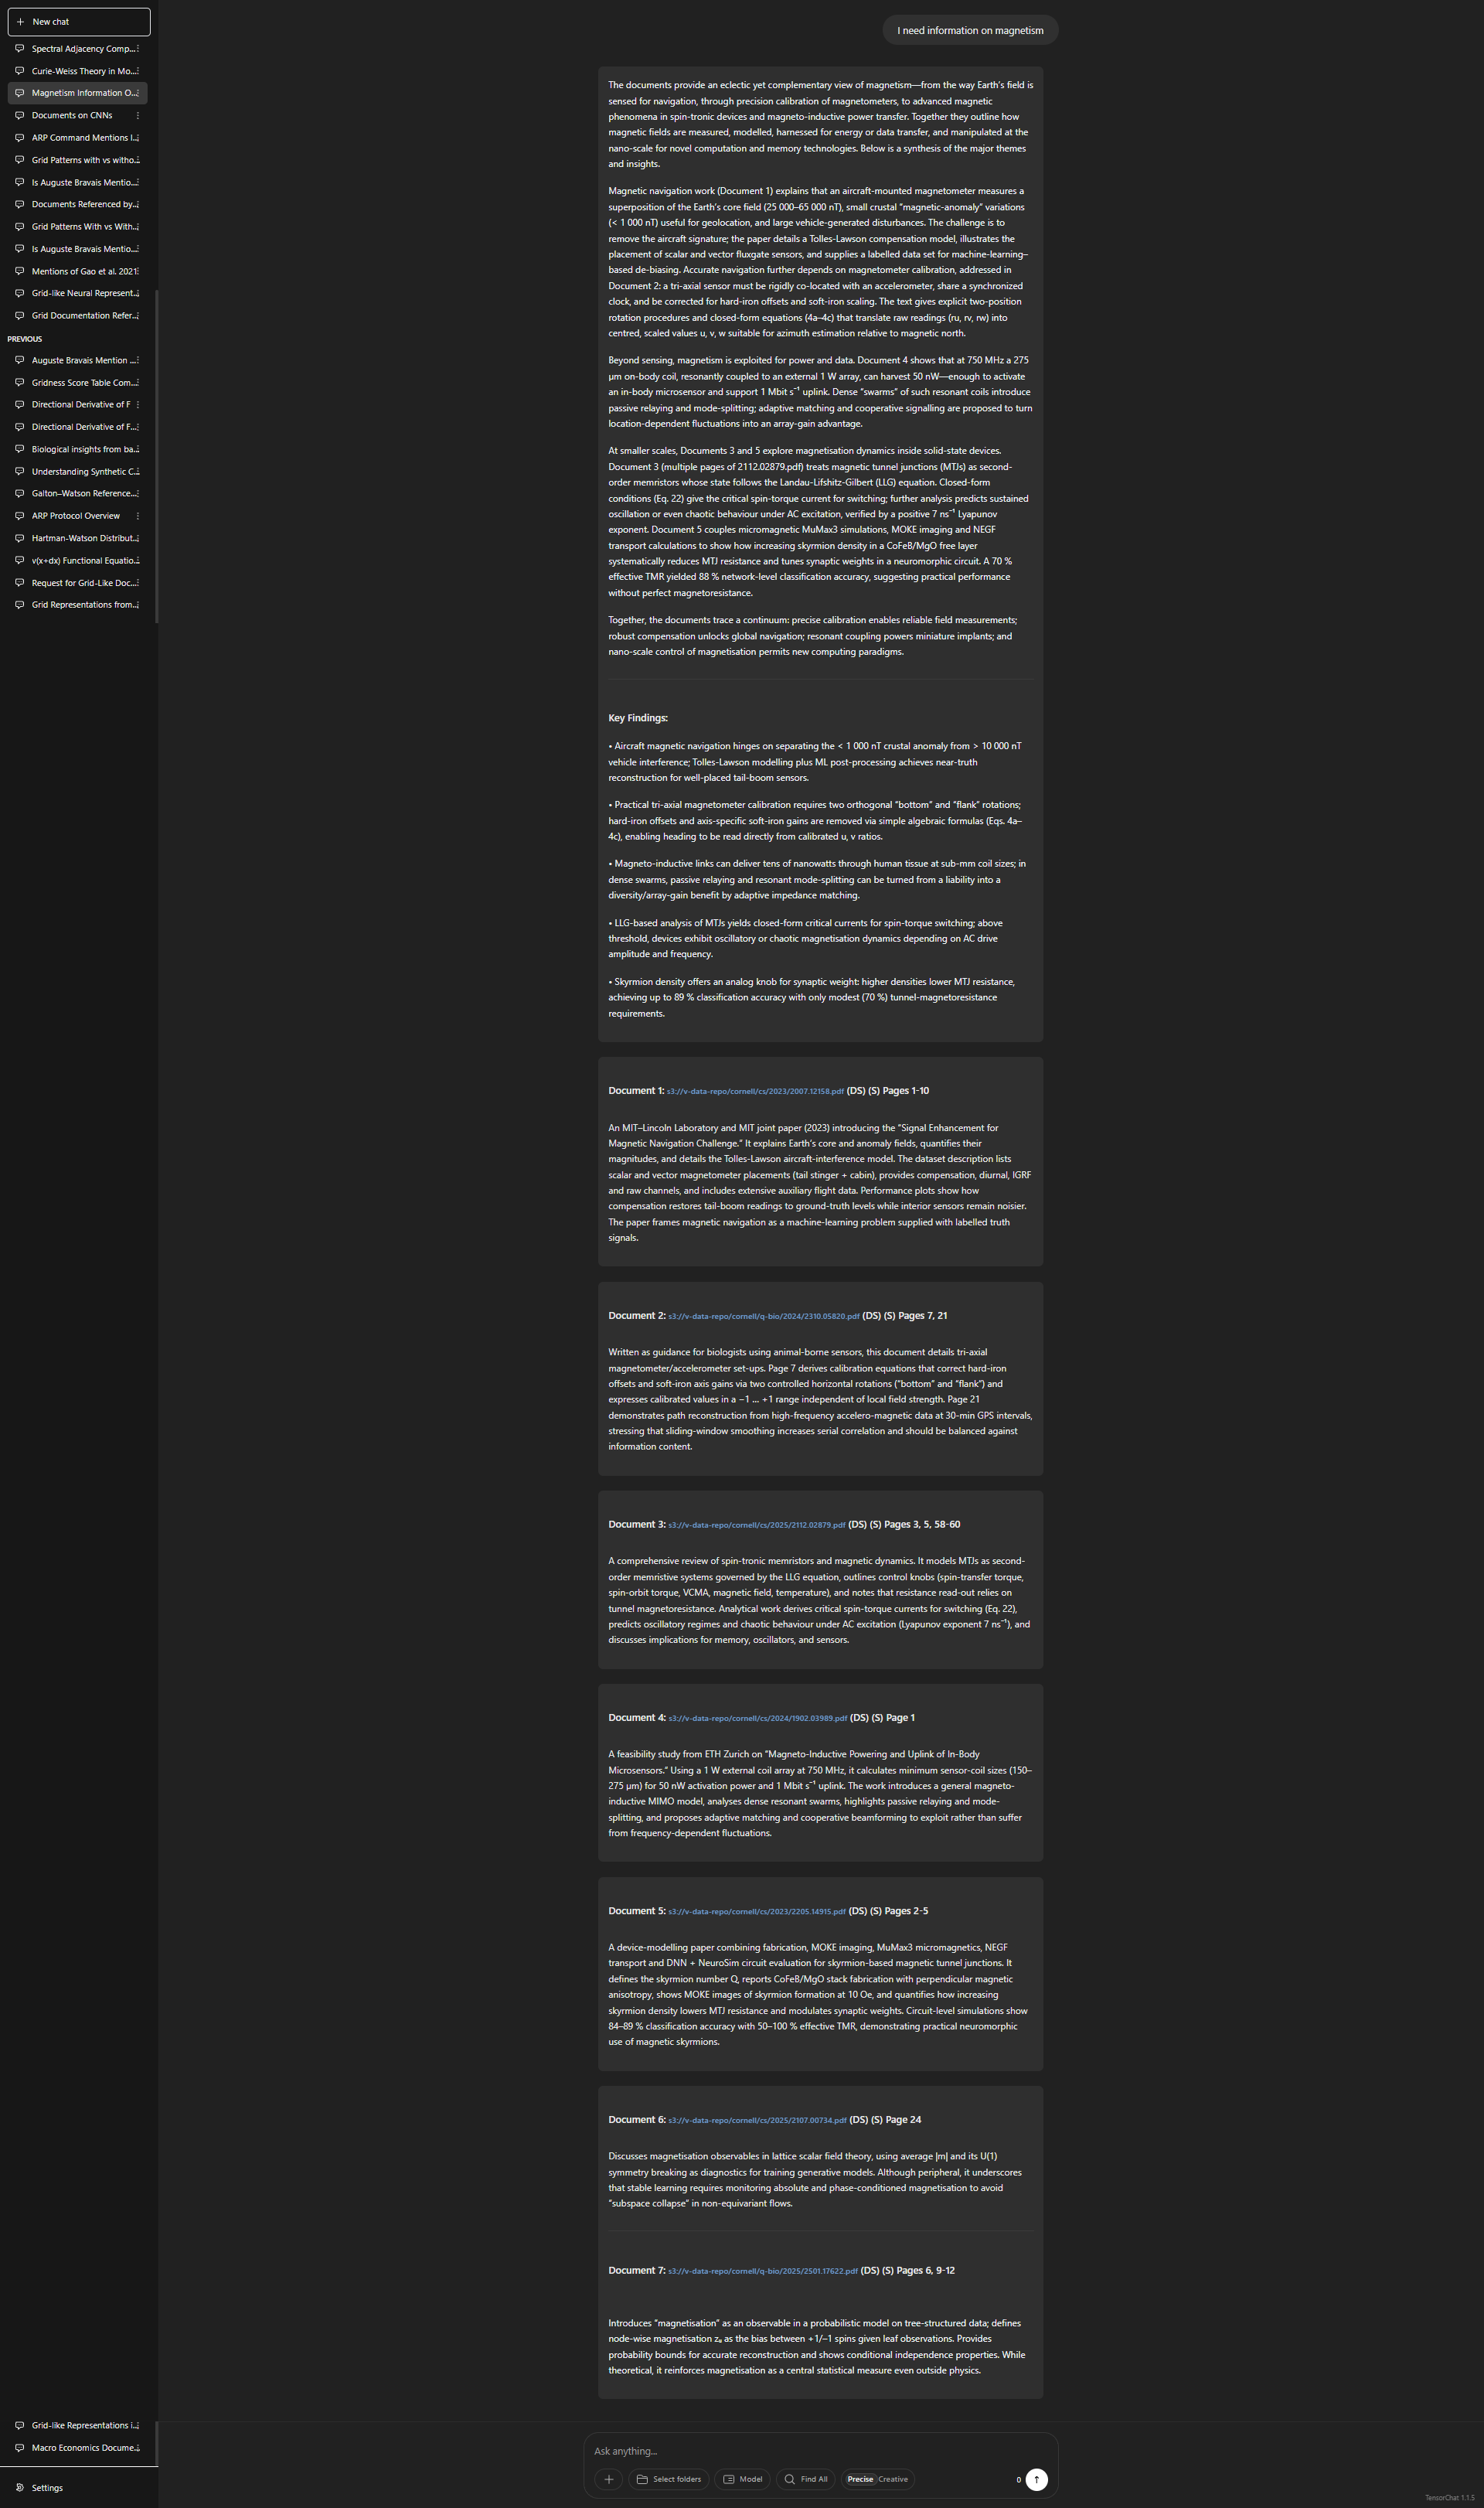 New chat
Spectral Adjacency Comp...
Curie-Weiss Theory in Mo...
Magnetism Information O...
Documents on CNNs
ARP Command Mentions I...
Grid Patterns with vs witho...
Is Auguste Bravais Mentio...
Documents Referenced by...
Grid Patterns With vs With...
Is Auguste Bravais Mentio...
Mentions of Gao et al. 2021
Grid-like Neural Represent...
Grid Documentation Refer...
PREVIOUS
Auguste Bravais Mention ...
Gridness Score Table Com...
Directional Derivative of F
Directional Derivative of F...
Biological insights from ba...
Understanding Synthetic C...
Galton–Watson Reference...
ARP Protocol Overview
Hartman-Watson Distribut...
v(x+dx) Functional Equatio...
Request for Grid-Like Doc...
Grid Representations from...
Grid-like Representations i...
Macro Economics Docume...
Settings
I need information on magnetism
The documents provide an eclectic yet complementary view of magnetism—from the way Earth's field is
sensed for navigation, through precision calibration of magnetometers, to advanced magnetic
phenomena in spin-tronic devices and magneto-inductive power transfer. Together they outline how
magnetic fields are measured, modelled, harnessed for energy or data transfer, and manipulated at the
nano-scale for novel computation and memory technologies. Below is a synthesis of the major themes
and insights.
Magnetic navigation work (Document 1) explains that an aircraft-mounted magnetometer measures a
superposition of the Earth's core field (25 000–65 000 nT), small crustal "magnetic-anomaly" variations
(< 1 000 nT) useful for geolocation, and large vehicle-generated disturbances. The challenge is to
remove the aircraft signature; the paper details a Tolles-Lawson compensation model, illustrates the
placement of scalar and vector fluxgate sensors, and supplies a labelled data set for machine-learning–
based de-biasing. Accurate navigation further depends on magnetometer calibration, addressed in
Document 2: a tri-axial sensor must be rigidly co-located with an accelerometer, share a synchronized
clock, and be corrected for hard-iron offsets and soft-iron scaling. The text gives explicit two-position
rotation procedures and closed-form equations (4a–4c) that translate raw readings (ru, rv, rw) into
centred, scaled values u, v, w suitable for azimuth estimation relative to magnetic north.
Beyond sensing, magnetism is exploited for power and data. Document 4 shows that at 750 MHz a 275
µm on-body coil, resonantly coupled to an external 1 W array, can harvest 50 nW—enough to activate
an in-body microsensor and support 1 Mbit s⁻¹ uplink. Dense "swarms" of such resonant coils introduce
passive relaying and mode-splitting; adaptive matching and cooperative signalling are proposed to turn
location-dependent fluctuations into an array-gain advantage.
At smaller scales, Documents 3 and 5 explore magnetisation dynamics inside solid-state devices.
Document 3 (multiple pages of 2112.02879.pdf) treats magnetic tunnel junctions (MTJs) as second-
order memristors whose state follows the Landau-Lifshitz-Gilbert (LLG) equation. Closed-form
conditions (Eq. 22) give the critical spin-torque current for switching; further analysis predicts sustained
oscillation or even chaotic behaviour under AC excitation, verified by a positive 7 ns⁻¹ Lyapunov
exponent. Document 5 couples micromagnetic MuMax3 simulations, MOKE imaging and NEGF
transport calculations to show how increasing skyrmion density in a CoFeB/MgO free layer
systematically reduces MTJ resistance and tunes synaptic weights in a neuromorphic circuit. A 70 %
effective TMR yielded 88 % network-level classification accuracy, suggesting practical performance
without perfect magnetoresistance.
Together, the documents trace a continuum: precise calibration enables reliable field measurements;
robust compensation unlocks global navigation; resonant coupling powers miniature implants; and
nano-scale control of magnetisation permits new computing paradigms.
Key Findings:
• Aircraft magnetic navigation hinges on separating the < 1 000 nT crustal anomaly from > 10 000 nT
vehicle interference; Tolles-Lawson modelling plus ML post-processing achieves near-truth
reconstruction for well-placed tail-boom sensors.
• Practical tri-axial magnetometer calibration requires two orthogonal "bottom" and "flank" rotations;
hard-iron offsets and axis-specific soft-iron gains are removed via simple algebraic formulas (Eqs. 4a–
4c), enabling heading to be read directly from calibrated u, v ratios.
• Magneto-inductive links can deliver tens of nanowatts through human tissue at sub-mm coil sizes; in
dense swarms, passive relaying and resonant mode-splitting can be turned from a liability into a
diversity/array-gain benefit by adaptive impedance matching.
• LLG-based analysis of MTJs yields closed-form critical currents for spin-torque switching; above
threshold, devices exhibit oscillatory or chaotic magnetisation dynamics depending on AC drive
amplitude and frequency.
• Skyrmion density offers an analog knob for synaptic weight: higher densities lower MTJ resistance,
achieving up to 89 % classification accuracy with only modest (70 %) tunnel-magnetoresistance
requirements.
Document 1: s3://v-data-repo/cornell/cs/2023/2007.12158.pdf (DS) (S) Pages 1-10
An MIT–Lincoln Laboratory and MIT joint paper (2023) introducing the "Signal Enhancement for
Magnetic Navigation Challenge." It explains Earth's core and anomaly fields, quantifies their
magnitudes, and details the Tolles-Lawson aircraft-interference model. The dataset description lists
scalar and vector magnetometer placements (tail stinger + cabin), provides compensation, diurnal, IGRF
and raw channels, and includes extensive auxiliary flight data. Performance plots show how
compensation restores tail-boom readings to ground-truth levels while interior sensors remain noisier.
The paper frames magnetic navigation as a machine-learning problem supplied with labelled truth
signals.
Document 2: s3://v-data-repo/cornell/q-bio/2024/2310.05820.pdf (DS) (S) Pages 7, 21
Written as guidance for biologists using animal-borne sensors, this document details tri-axial
magnetometer/accelerometer set-ups. Page 7 derives calibration equations that correct hard-iron
offsets and soft-iron axis gains via two controlled horizontal rotations ("bottom" and "flank") and
expresses calibrated values in a −1 … +1 range independent of local field strength. Page 21
demonstrates path reconstruction from high-frequency accelero-magnetic data at 30-min GPS intervals,
stressing that sliding-window smoothing increases serial correlation and should be balanced against
information content.
Document 3: s3://v-data-repo/cornell/cs/2025/2112.02879.pdf (DS) (S) Pages 3, 5, 58-60
A comprehensive review of spin-tronic memristors and magnetic dynamics. It models MTJs as second-
order memristive systems governed by the LLG equation, outlines control knobs (spin-transfer torque,
spin-orbit torque, VCMA, magnetic field, temperature), and notes that resistance read-out relies on
tunnel magnetoresistance. Analytical work derives critical spin-torque currents for switching (Eq. 22),
predicts oscillatory regimes and chaotic behaviour under AC excitation (Lyapunov exponent 7 ns⁻¹), and
discusses implications for memory, oscillators, and sensors.
Document 4: s3://v-data-repo/cornell/cs/2024/1902.03989.pdf (DS) (S) Page 1
A feasibility study from ETH Zurich on "Magneto-Inductive Powering and Uplink of In-Body
Microsensors." Using a 1 W external coil array at 750 MHz, it calculates minimum sensor-coil sizes (150–
275 µm) for 50 nW activation power and 1 Mbit s⁻¹ uplink. The work introduces a general magneto-
inductive MIMO model, analyses dense resonant swarms, highlights passive relaying and mode-
splitting, and proposes adaptive matching and cooperative beamforming to exploit rather than suffer
from frequency-dependent fluctuations.
Document 5: s3://v-data-repo/cornell/cs/2023/2205.14915.pdf (DS) (S) Pages 2-5
A device-modelling paper combining fabrication, MOKE imaging, MuMax3 micromagnetics, NEGF
transport and DNN + NeuroSim circuit evaluation for skyrmion-based magnetic tunnel junctions. It
defines the skyrmion number Q, reports CoFeB/MgO stack fabrication with perpendicular magnetic
anisotropy, shows MOKE images of skyrmion formation at 10 Oe, and quantifies how increasing
skyrmion density lowers MTJ resistance and modulates synaptic weights. Circuit-level simulations show
84–89 % classification accuracy with 50–100 % effective TMR, demonstrating practical neuromorphic
use of magnetic skyrmions.
Document 6: s3://v-data-repo/cornell/cs/2025/2107.00734.pdf (DS) (S) Page 24
Discusses magnetisation observables in lattice scalar field theory, using average |m| and its U(1)
symmetry breaking as diagnostics for training generative models. Although peripheral, it underscores
that stable learning requires monitoring absolute and phase-conditioned magnetisation to avoid
"subspace collapse" in non-equivariant flows.
Document 7: s3://v-data-repo/cornell/q-bio/2025/2501.17622.pdf (DS) (S) Pages 6, 9-12
Introduces "magnetisation" as an observable in a probabilistic model on tree-structured data; defines
node-wise magnetisation zᵤ as the bias between +1/−1 spins given leaf observations. Provides
probability bounds for accurate reconstruction and shows conditional independence properties. While
theoretical, it reinforces magnetisation as a central statistical measure even outside physics.
Ask anything...
Select folders
Model
Find All
Precise Creative
0
TensorChat 1.1.5